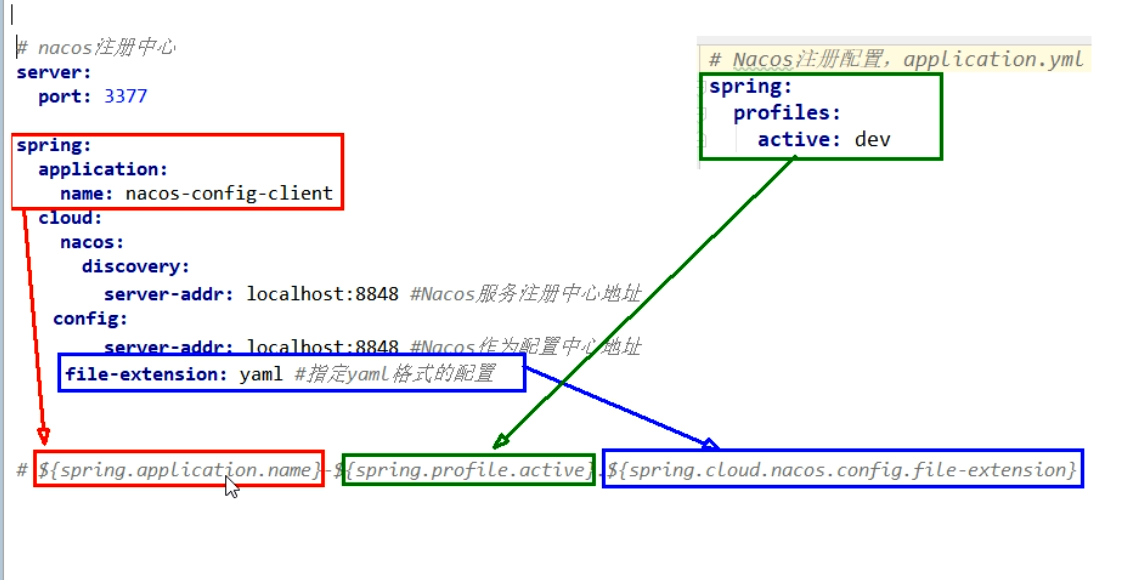 # nacos注册中心
server:
port: 3377
spring:
application:
name: nacos-config-client
cloud:
nacos:
discovery:
server-addr: localhost:8848 #Nacos服务注册中心地址
config:
server-addr: localhost:8848 #Nacos作为配置中心地址
file-extension: yaml #指定yaml格式的配置
# Nacos注册配置，application.yml
spring:
profiles:
active: dev
# ${spring.application.name}-${spring.profile.active}.${spring.cloud.nacos.config.file-extension}